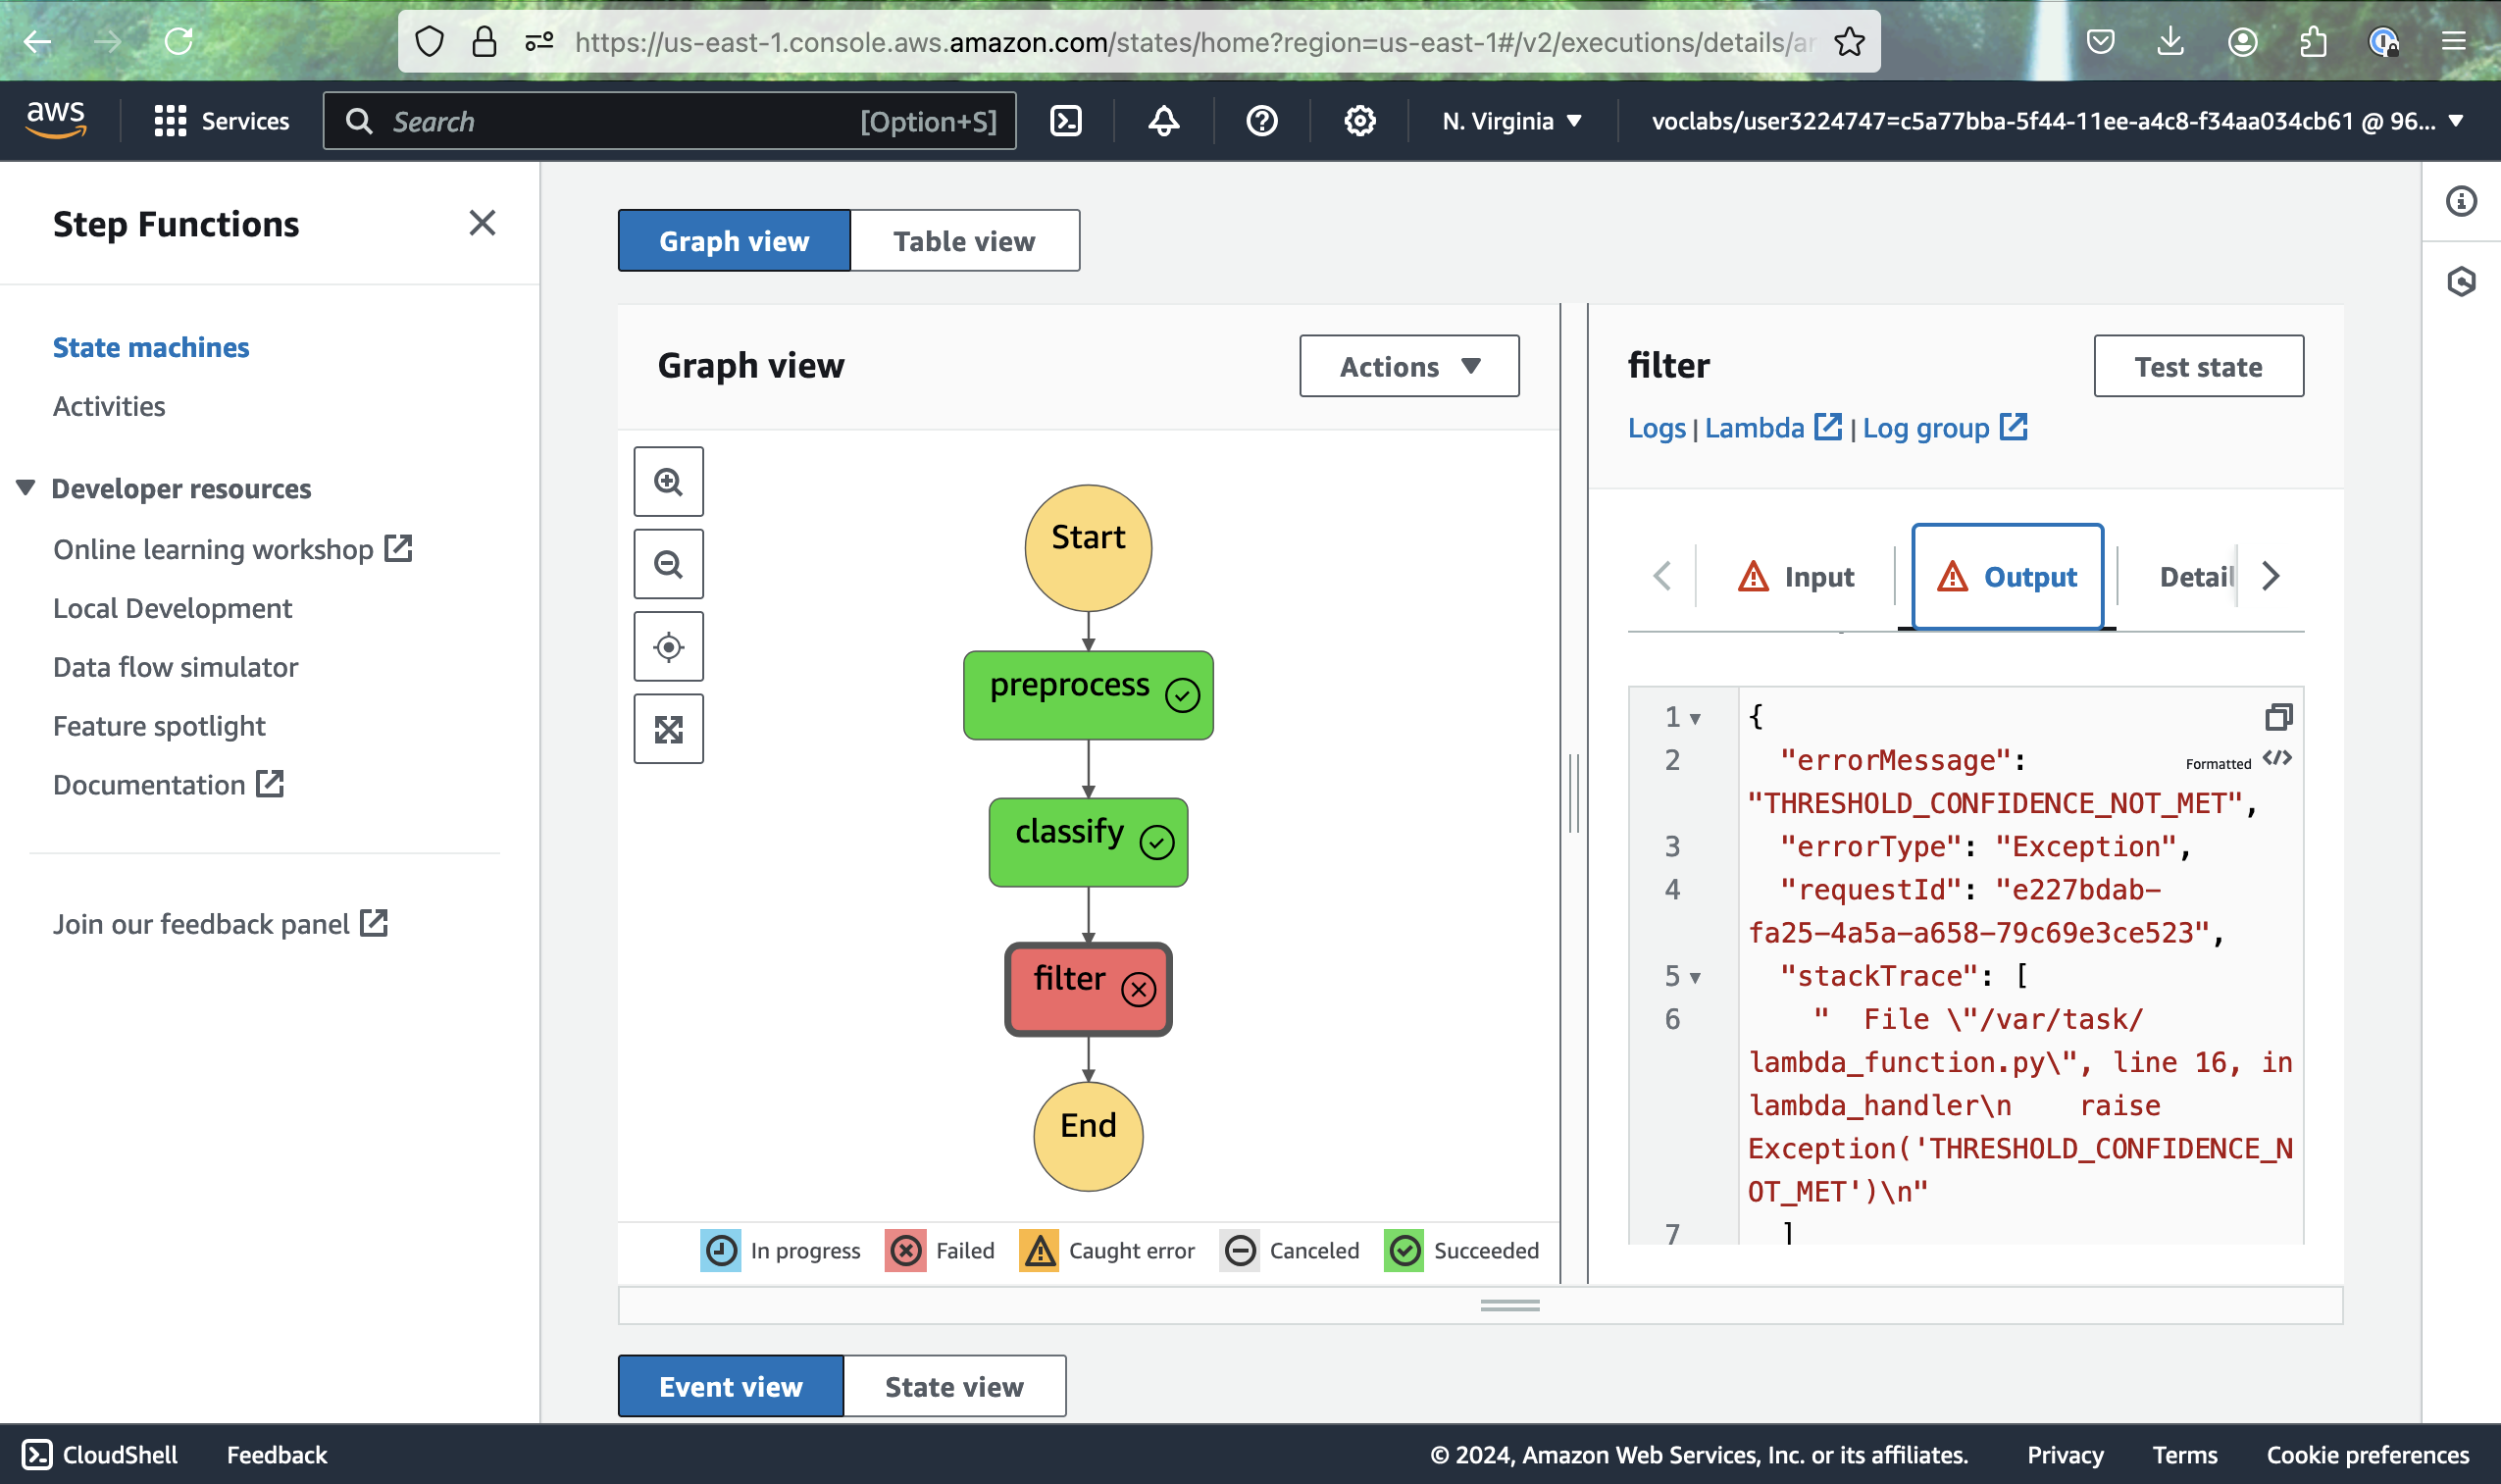 https://us-east-1.console.aws.amazon.com/states/home?region=us-east-1#/v2/executions/details/ar
aws
Services
Search
[Option+S]
N. Virginia
voclabs/user3224747=c5a77bba-5f44-11ee-a4c8-f34aa034cb61 @ 96...
Step Functions
State machines
Activities
Developer resources
Online learning workshop
Local Development
Data flow simulator
Feature spotlight
Documentation
Join our feedback panel
Graph view
Table view
Graph view
Actions
Start
preprocess
classify
filter
End
In progress
Failed
Caught error
Canceled
Succeeded
filter
Test state
Logs | Lambda | Log group
Input
Output
Detail
Formatted
1 {
2 "errorMessage":
"THRESHOLD_CONFIDENCE_NOT_MET",
3 "errorType": "Exception",
4 "requestId": "e227bdab-
fa25-4a5a-a658-79c69e3ce523",
5 "stackTrace": [
6 "  File \"/var/task/
lambda_function.py\", line 16, in
lambda_handler\n    raise
Exception('THRESHOLD_CONFIDENCE_N
OT_MET')\n"
7 ]
Event view
State view
CloudShell
Feedback
© 2024, Amazon Web Services, Inc. or its affiliates.
Privacy
Terms
Cookie preferences